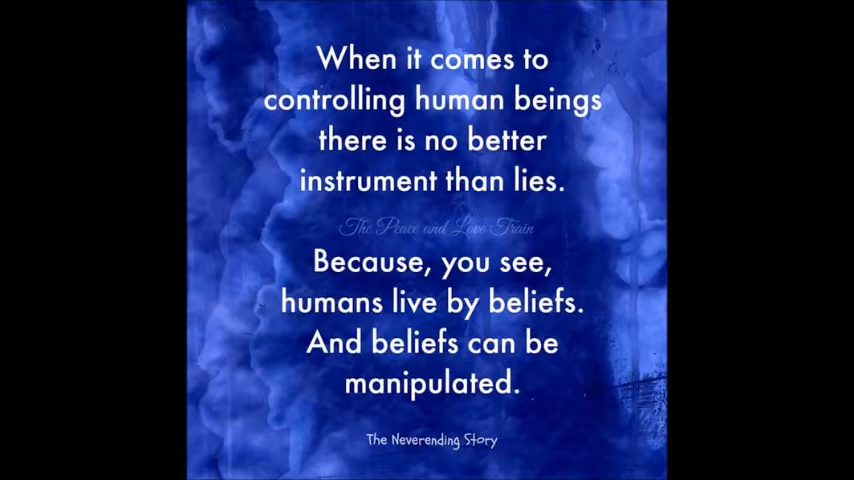 When it comes to
controlling human beings
there is no better
instrument than lies.
The Peace and Love Train
Because, you see,
humans live by beliefs.
And beliefs can be
manipulated.
The Neverending Story